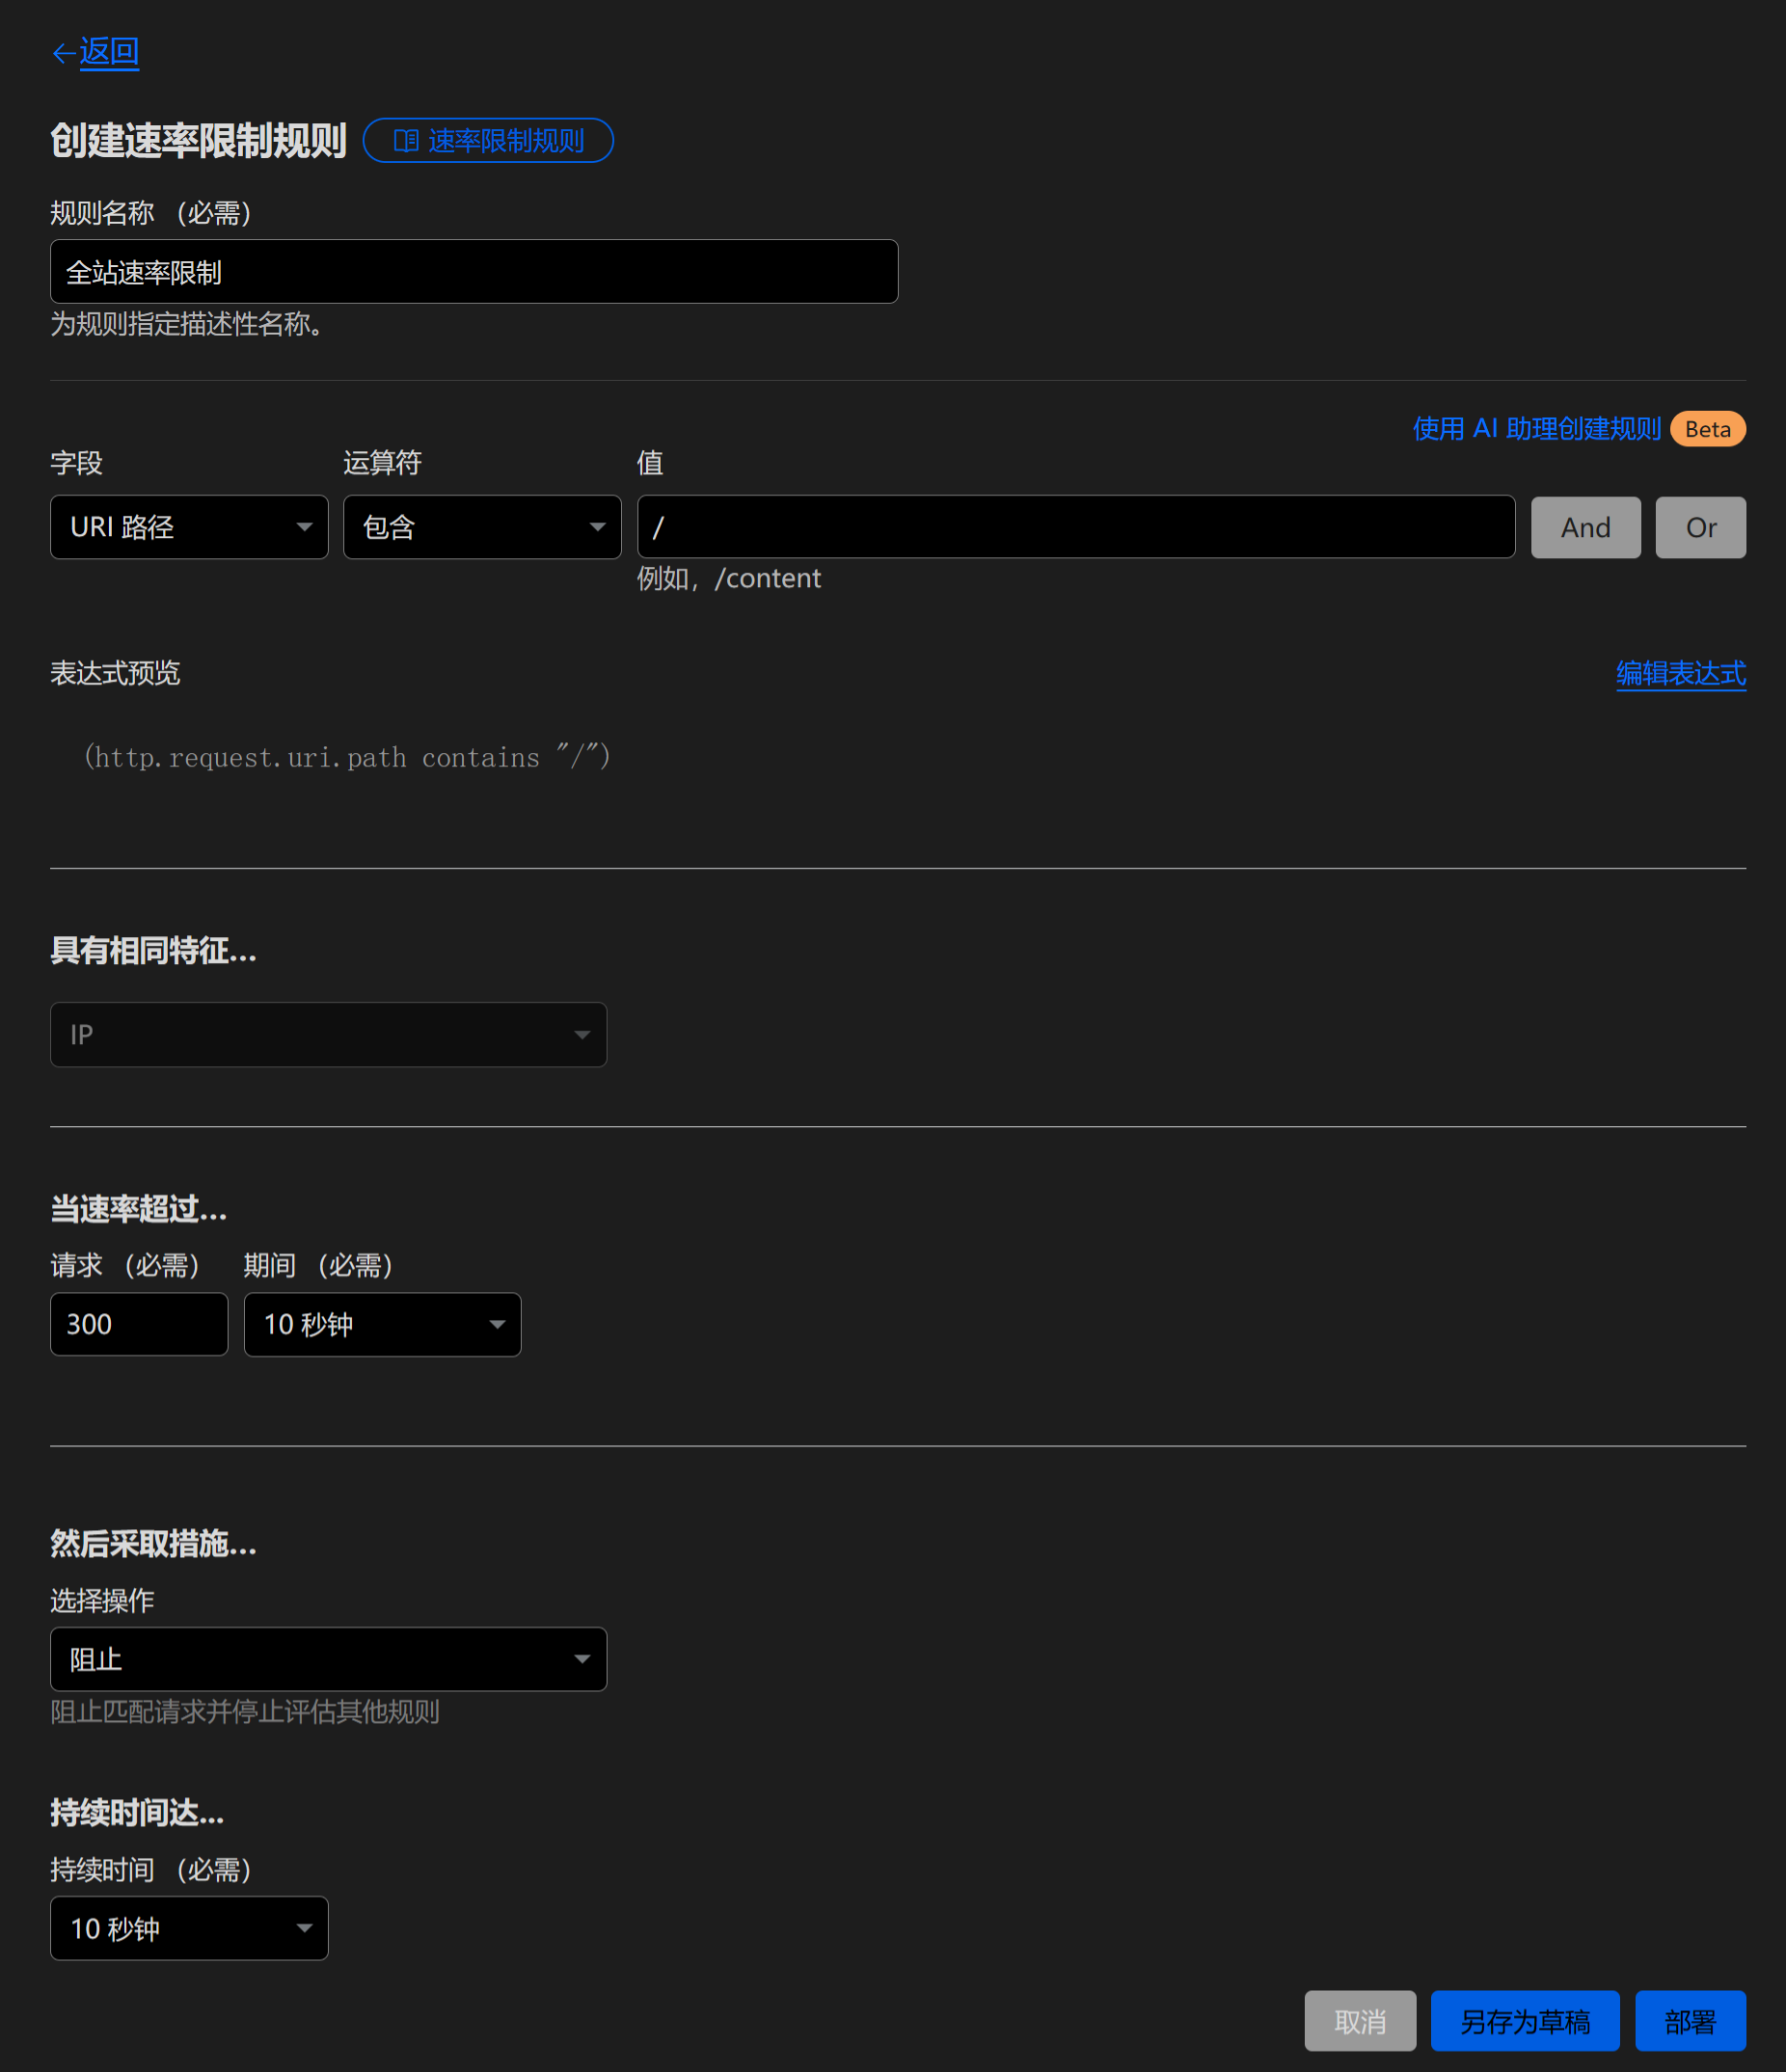 返回
创建速率限制规则 速率限制规则
规则名称 （必需）
全站速率限制
为规则指定描述性名称。
使用 AI 助理创建规则 Beta
字段 运算符 值
URI 路径 包含 / And Or
例如，/content
表达式预览 编辑表达式
(http.request.uri.path contains "/")
具有相同特征...
IP
当速率超过...
请求 （必需） 期间 （必需）
300 10 秒钟
然后采取措施...
选择操作
阻止
阻止匹配请求并停止评估其他规则
持续时间达...
持续时间 （必需）
10 秒钟
取消 另存为草稿 部署